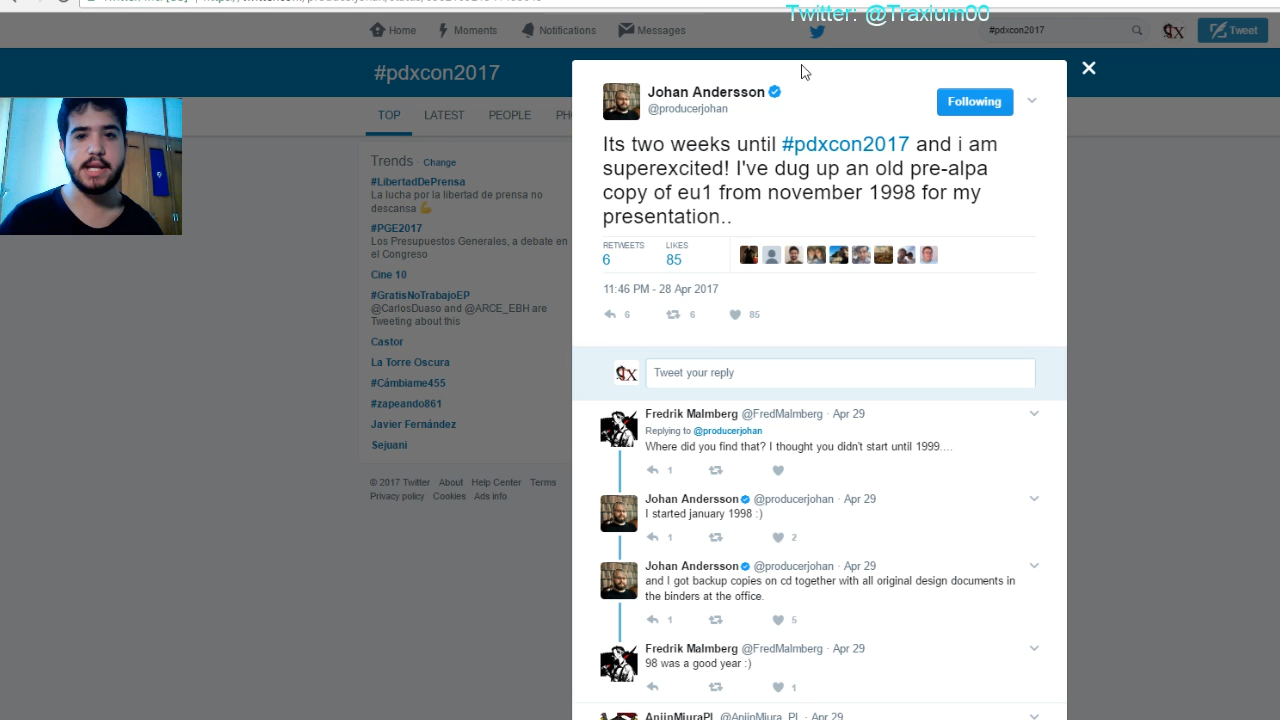 Twitter: @Traxium00
Home Moments Notifications Messages #pdxcon2017 Tweet
#pdxcon2017
TOP LATEST PEOPLE
Trends · Change
#LibertadDePrensa
La lucha por la libertad de prensa no
descansa 💪
#PGE2017
Los Presupuestos Generales, a debate en
el Congreso
Cine 10
#GratisNoTrabajoEP
@CarlosDuaso and @ARCE_EBH are
Tweeting about this
Castor
La Torre Oscura
#Cámbiame455
#zapeando861
Javier Fernández
Sejuani
© 2017 Twitter About Help Center Terms
Privacy policy Cookies Ads info
Johan Andersson
@producerjohan
Following
Its two weeks until #pdxcon2017 and i am
superexcited! I've dug up an old pre-alpa
copy of eu1 from november 1998 for my
presentation..
RETWEETS LIKES
6 85
11:46 PM - 28 Apr 2017
6 6 85
Tweet your reply
Fredrik Malmberg @FredMalmberg · Apr 29
Replying to @producerjohan
Where did you find that? I thought you didn't start until 1999....
1
Johan Andersson @producerjohan · Apr 29
I started january 1998 :)
1 2
Johan Andersson @producerjohan · Apr 29
and I got backup copies on cd together with all original design documents in
the binders at the office.
1 5
Fredrik Malmberg @FredMalmberg · Apr 29
98 was a good year :)
1
AnjinMiuraPL @AnjinMiura_PL · Apr 29